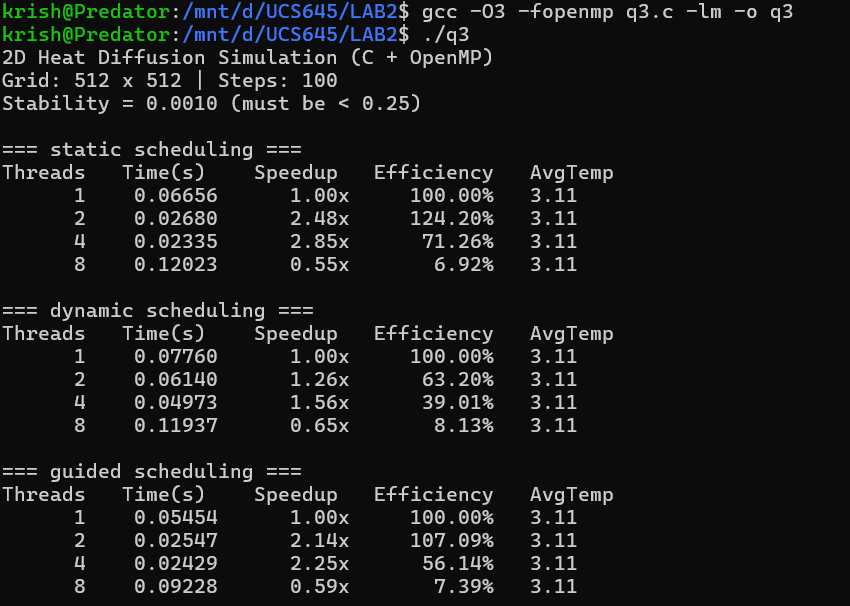 krish@Predator:/mnt/d/UCS645/LAB2$ gcc -O3 -fopenmp q3.c -lm -o q3
krish@Predator:/mnt/d/UCS645/LAB2$ ./q3
2D Heat Diffusion Simulation (C + OpenMP)
Grid: 512 x 512 | Steps: 100
Stability = 0.0010 (must be < 0.25)

=== static scheduling ===
Threads   Time(s)    Speedup   Efficiency   AvgTemp
      1    0.06656      1.00x     100.00%   3.11
      2    0.02680      2.48x     124.20%   3.11
      4    0.02335      2.85x      71.26%   3.11
      8    0.12023      0.55x       6.92%   3.11

=== dynamic scheduling ===
Threads   Time(s)    Speedup   Efficiency   AvgTemp
      1    0.07760      1.00x     100.00%   3.11
      2    0.06140      1.26x      63.20%   3.11
      4    0.04973      1.56x      39.01%   3.11
      8    0.11937      0.65x       8.13%   3.11

=== guided scheduling ===
Threads   Time(s)    Speedup   Efficiency   AvgTemp
      1    0.05454      1.00x     100.00%   3.11
      2    0.02547      2.14x     107.09%   3.11
      4    0.02429      2.25x      56.14%   3.11
      8    0.09228      0.59x       7.39%   3.11